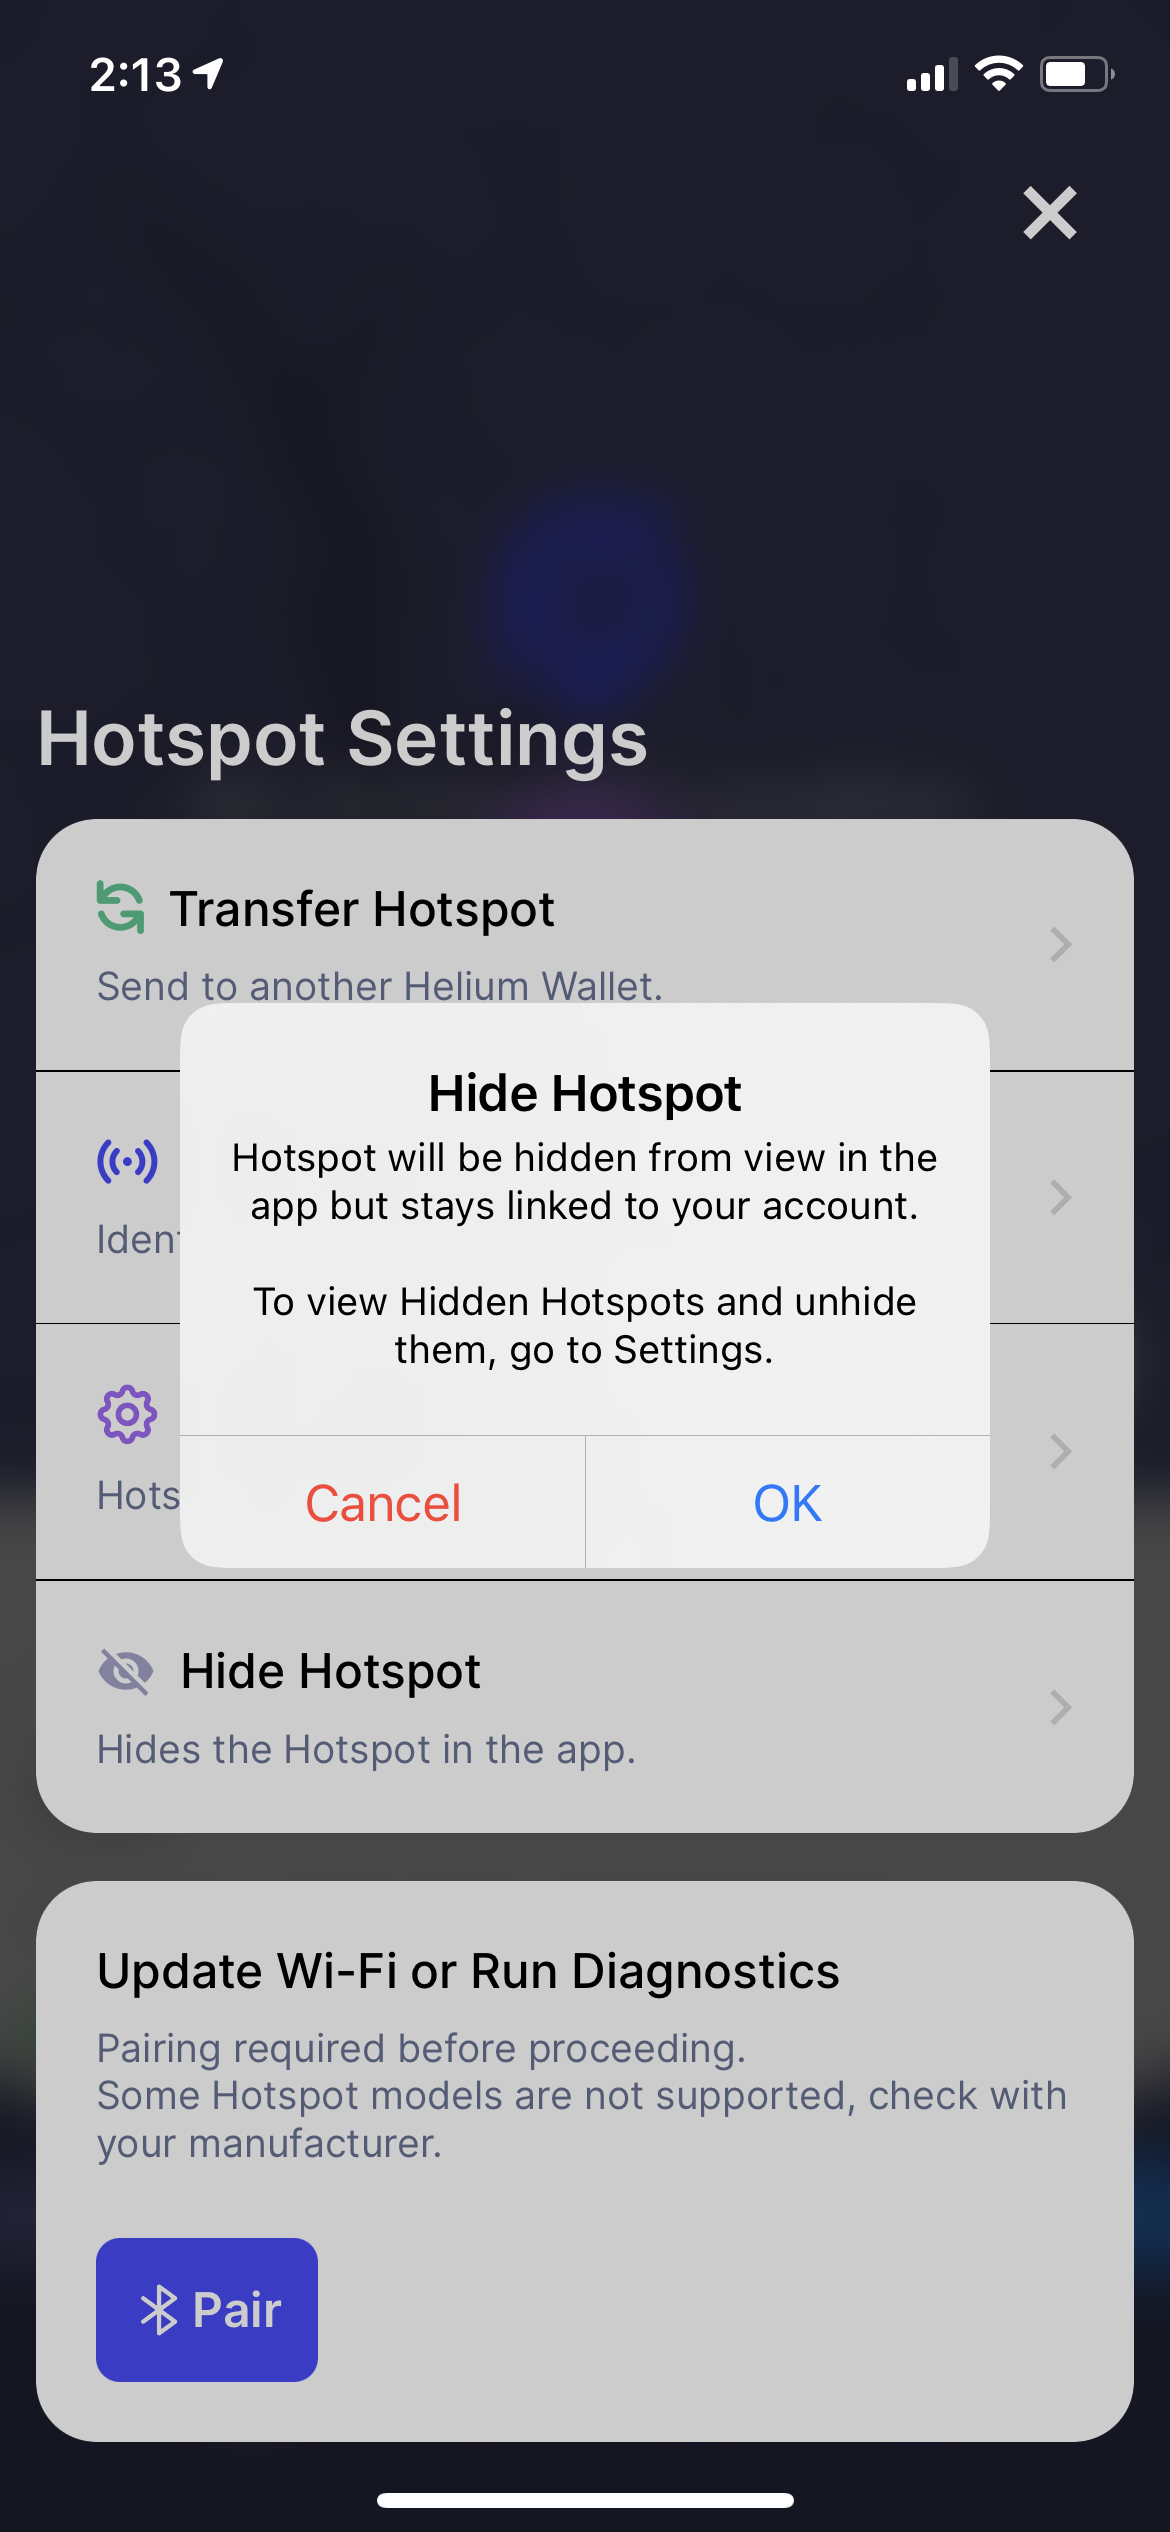 2:13
Hotspot Settings
Transfer Hotspot
Send to another Helium Wallet.
Hide Hotspot
Hotspot will be hidden from view in the
app but stays linked to your account.
To view Hidden Hotspots and unhide
them, go to Settings.
Cancel
OK
Hide Hotspot
Hides the Hotspot in the app.
Update Wi-Fi or Run Diagnostics
Pairing required before proceeding.
Some Hotspot models are not supported, check with
your manufacturer.
Pair